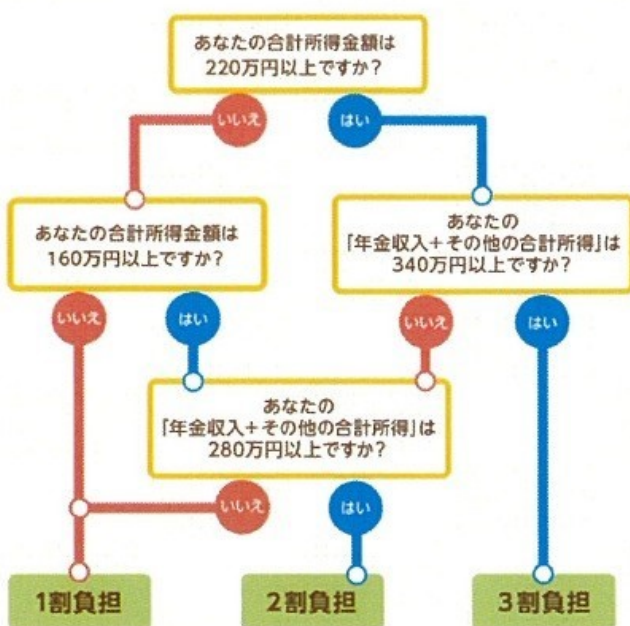 あなたの合計所得金額は
220万円以上ですか?
いいえ
はい
あなたの合計所得金額は
160万円以上ですか?
あなたの
「年金収入+その他の合計所得」は
340万円以上ですか?
いいえ
はい
いいえ
はい
あなたの
「年金収入+その他の合計所得」は
280万円以上ですか?
いいえ
はい
1割負担
2割負担
3割負担